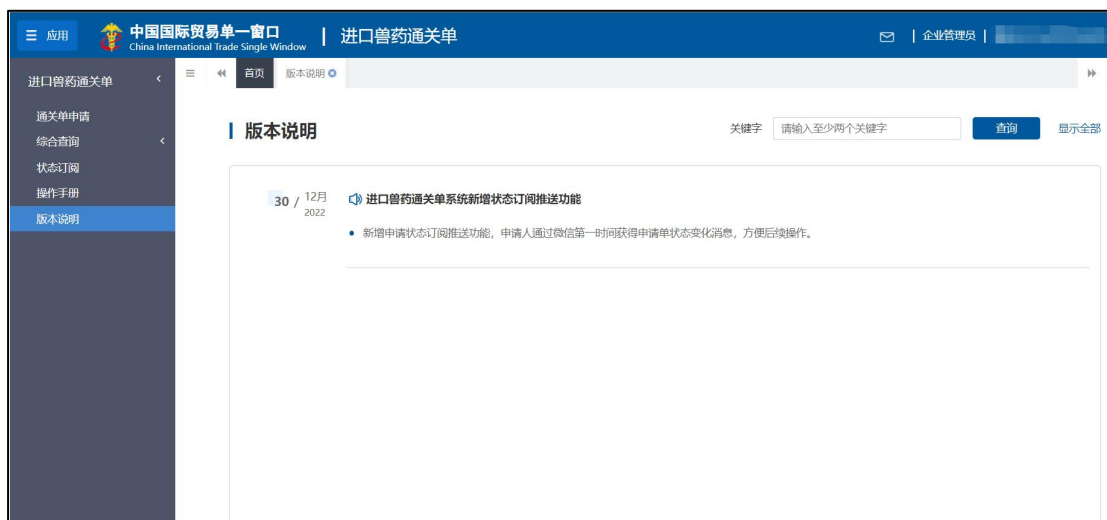 应用
中国国际贸易单一窗口
China International Trade Single Window
进口兽药通关单
企业管理员
进口兽药通关单
首页
版本说明
通关单申请
综合查询
状态订阅
操作手册
版本说明
版本说明
关键字
请输入至少两个关键字
查询
显示全部
30 / 12月
2022
进口兽药通关单系统新增状态订阅推送功能
新增申请状态订阅推送功能，申请人通过微信第一时间获得申请单状态变化消息，方便后续操作。